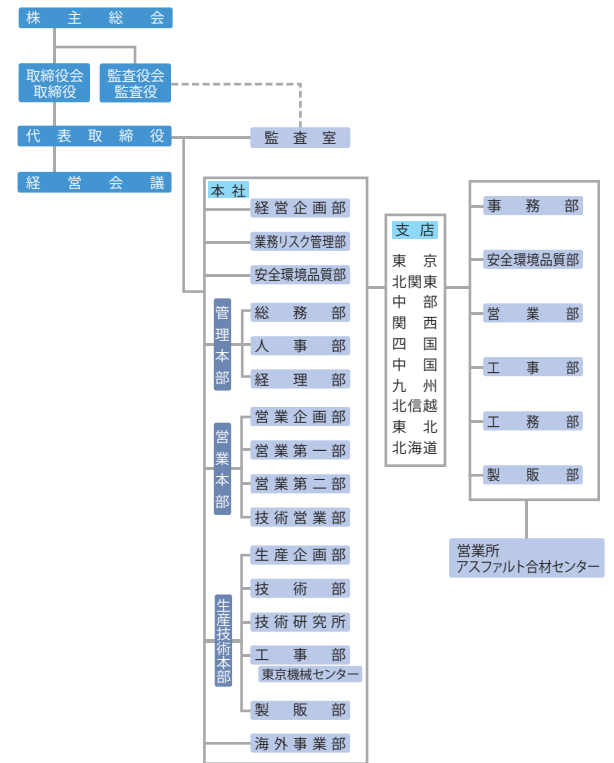 株主総会
取締役会
取締役
監査役会
監査役
代表取締役
監査室
経営会議
本社
経営企画部
業務リスク管理部
安全環境品質部
管理本部
総務部
人事部
経理部
営業本部
営業企画部
営業第一部
営業第二部
技術営業部
生産技術本部
生産企画部
技術部
技術研究所
工事部
東京機械センター
製販部
海外事業部
支店
東京
北関東
中部
関西
四国
中国
九州
北信越
東北
北海道
事務部
安全環境品質部
営業部
工事部
工務部
製販部
営業所
アスファルト合材センター